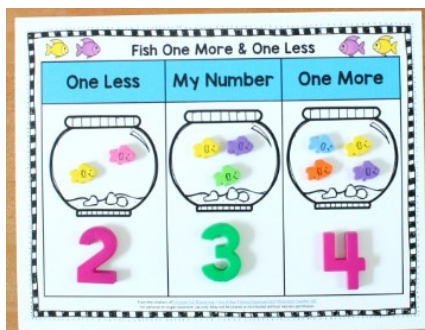 Fish One More & One Less
One Less
My Number
One More
2
3
4